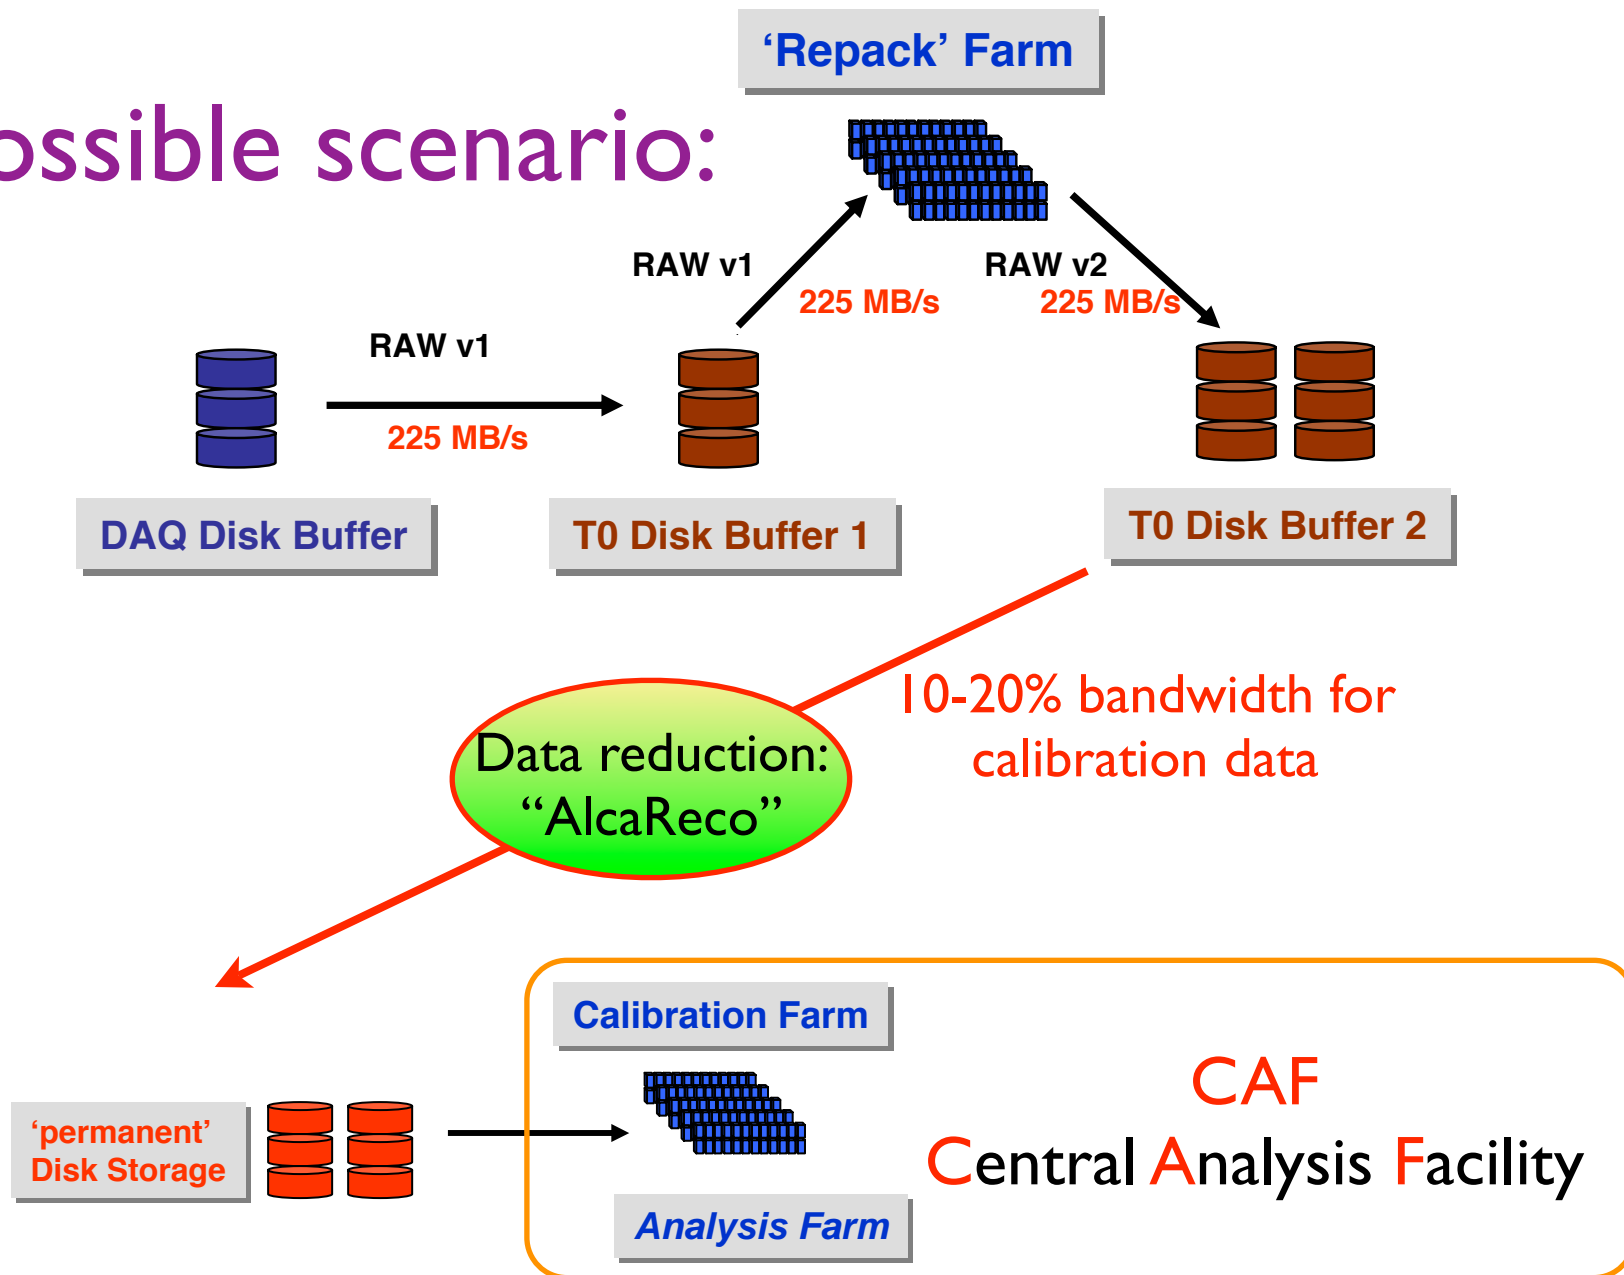 ‘Repack’ Farm
ossible scenario:
RAW v1
225 MB/s
RAW v2
225 MB/s
RAW v1
225 MB/s
DAQ Disk Buffer
T0 Disk Buffer 1
T0 Disk Buffer 2
10-20% bandwidth for
calibration data
Data reduction:
“AlcaReco”
Calibration Farm
‘permanent’
Disk Storage
CAF
Central Analysis Facility
Analysis Farm